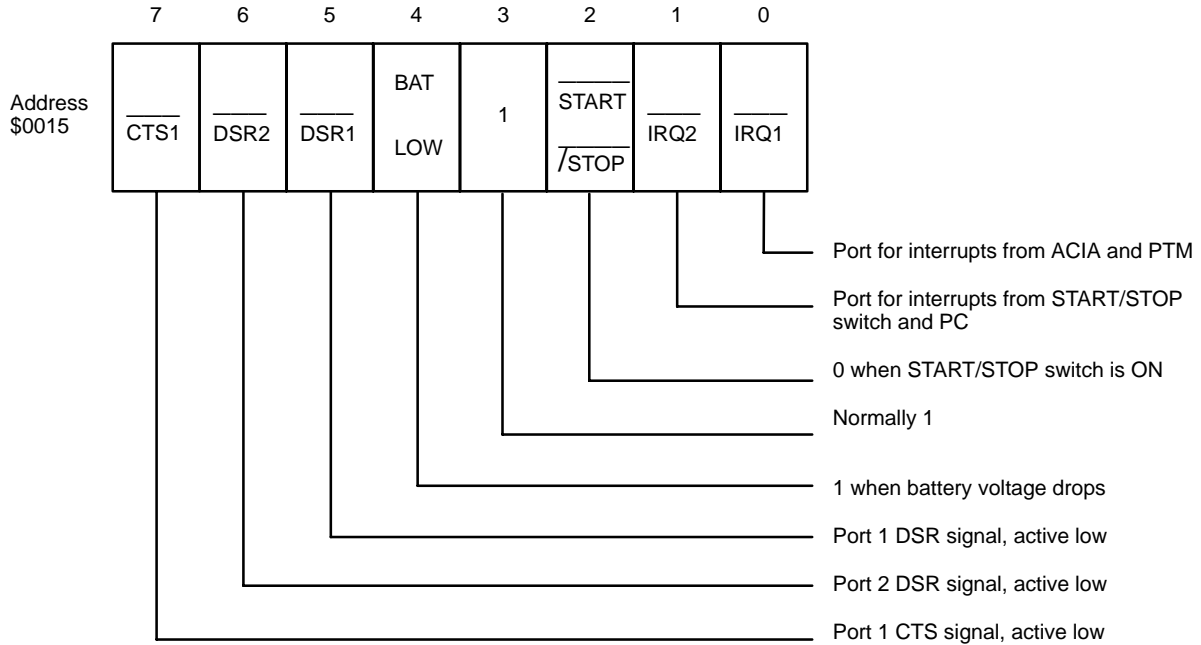 7 6 5 4 3 2 1 0
Address
$0015
CTS1
DSR2
DSR1
BAT
LOW
1
START
/STOP
IRQ2
IRQ1
Port for interrupts from ACIA and PTM
Port for interrupts from START/STOP
switch and PC
0 when START/STOP switch is ON
Normally 1
1 when battery voltage drops
Port 1 DSR signal, active low
Port 2 DSR signal, active low
Port 1 CTS signal, active low